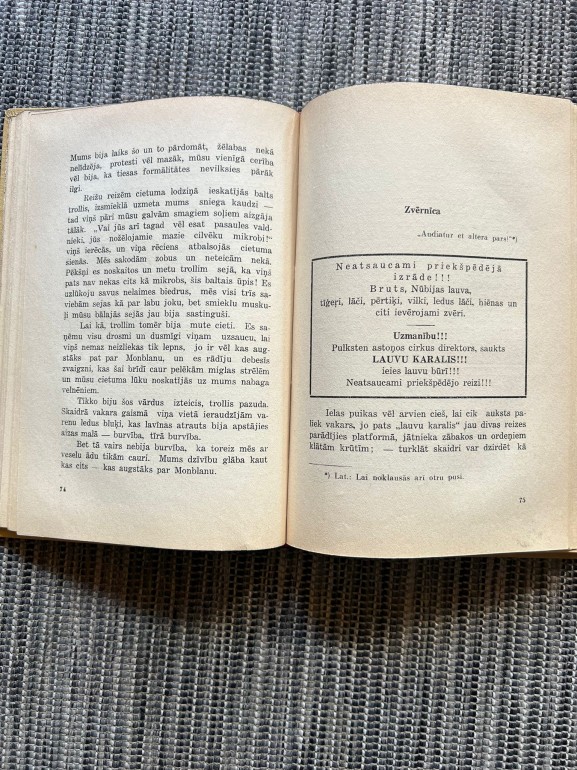 Mums bija laiks šo un to pārdomāt, žēlabas nekā
nelīdzēja, protesti vēl mazāk, mūsu vienīgā cerība
vēl bija, ka tiesas formālitātes nevilksies pārāk
ilgi.
Reižu reizēm cietuma lodziņā ieskatījās balts
trollis, izsmieklā uzmeta mums sniega kaudzi —
tad viņš pāri mūsu galvām smagiem soļiem aizgāja
tālāk. „Vai jūs arī tagad vēl esat pasaules vald-
nieki, jūs nožēlojamie mazie cilvēku mikrobi!"
viņš ierēcās, un viņa rēciens atbalsojās cietuma
sienās. Mēs sakodām zobus un neteicām nekā.
Pēkšņi es noskaitos un metu trollim sejā, ka viņš
pats nav nekas cits kā mikrobs, šis baltais ūpis! Es
uzlūkoju savus nelaimes biedrus, mēs visi trīs sa-
viebām sejas kā par labu joku, bet smieklu musku-
ļi mūsu bālajās sejās jau bija sastinguši.
Lai kā, trollim tomēr bija mute cieti. Es sa-
ņēmu visu drosmi un dusmīgi viņam uzsaucu, lai
viņš nemaz neizliekas tik lepns, jo ir vēl kas aug-
stāks pat par Monblanu, un es rādīju debesīs
zvaigzni, kas šai brīdī caur pelēkām miglas strēlēm
un mūsu cietuma lūku noskatījās uz mums nabaga
velnēniem.
Tikko biju šos vārdus izteicis, trollis pazuda.
Skaidrā vakara gaismā viņa vietā ieraudzījām va-
renu ledus bluķi, kas lavīnas atrauts bija apstājies
aizas malā — burvība, tīrā burvība.
Bet tā vairs nebija burvība, ka toreiz mēs ar
veselu ādu tikām cauri. Mums dzīvību glāba kaut
kas cits — kas augstāks par Monblanu.
74
Zvērnīca
„Audiatur et altera pars!"*)
Neatsaucami priekšpēdējā
izrāde!!!
Bruts, Nūbijas lauva,
tīģeri, lāči, pērtiķi, vilki, ledus lāči, hiēnas un
citi ievērojami zvēri.
Uzmanību!!!
Pulksten astoņos cirkus direktors, saukts
LAUVU KARALIS!!!
ieies lauvu būrī!!!
Neatsaucami priekšpēdējo reizi!!!
Ielas puikas vēl arvien cieš, lai cik auksts pa-
liek vakars, jo pats „lauvu karalis" jau divas reizes
parādījies platformā, jātnieka zābakos un ordeņiem
klātām krūtīm; — turklāt skaidri var dzirdēt kā
*) Lat.: Lai noklausās arī otru pusi.
75